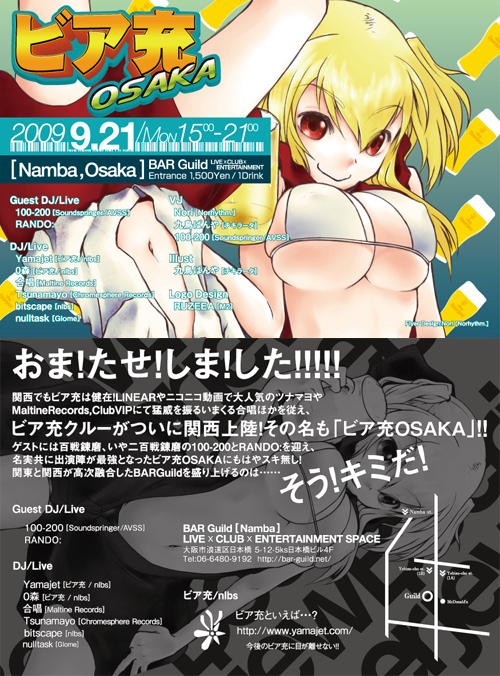 ビア充
OSAKA
2009 9.21/MON 15:00-21:00
[Namba,Osaka] BAR Guild LIVE×CLUB×ENTERTAINMENT
Entrance 1,500Yen / 1Drink
Guest DJ/Live
100-200 [Soundspringer/AVSS]
RANDO:
DJ/Live
Yamajet [ビア充 / nlbs]
0森 [ビア充 / nlbs]
合唱 [Maltine Records]
Tsunamayo [Chromesphere Records]
bitscape [nlbs]
nulltask [Glome]
VJ
Nori [Norhythm.]
100-200 [Soundspringer/AVSS]
Illust
Logo Design
RUZEEA [M2]
Flyer Design:Nori [Norhythm.]
おま!たせ!しま!した!!!!!
関西でもビア充は健在!LINEARやニコニコ動画で大人気のツナマヨや
MaltineRecords,ClubVIPにて猛威を振るいまくる合唱ほかを従え、
ビア充クルーがついに関西上陸!その名も「ビア充OSAKA」!!
ゲストには百戦錬磨、いや二百戦錬磨の100-200とRANDO:を迎え、
名実共に出演陣が最強となったビア充OSAKAにもはやスキ無し!
関東と関西が高次融合したBARGuildを盛り上げるのは……
そう!キミだ!
Guest DJ/Live
100-200 [Soundspringer/AVSS]
RANDO:
DJ/Live
Yamajet [ビア充 / nlbs]
0森 [ビア充 / nlbs]
合唱 [Maltine Records]
Tsunamayo [Chromesphere Records]
bitscape [nlbs]
nulltask [Glome]
BAR Guild [Namba]
LIVE × CLUB × ENTERTAINMENT SPACE
大阪市浪速区日本橋 5-12-5ks日本橋ビル4F
Tel:06-6480-9192 http://bar-guild.net/
ビア充/nlbs
ビア充といえば・・・?
http://www.yamajet.com/
今後のビア充に目が離せない!!
Namba st.
Guild
McDonald's